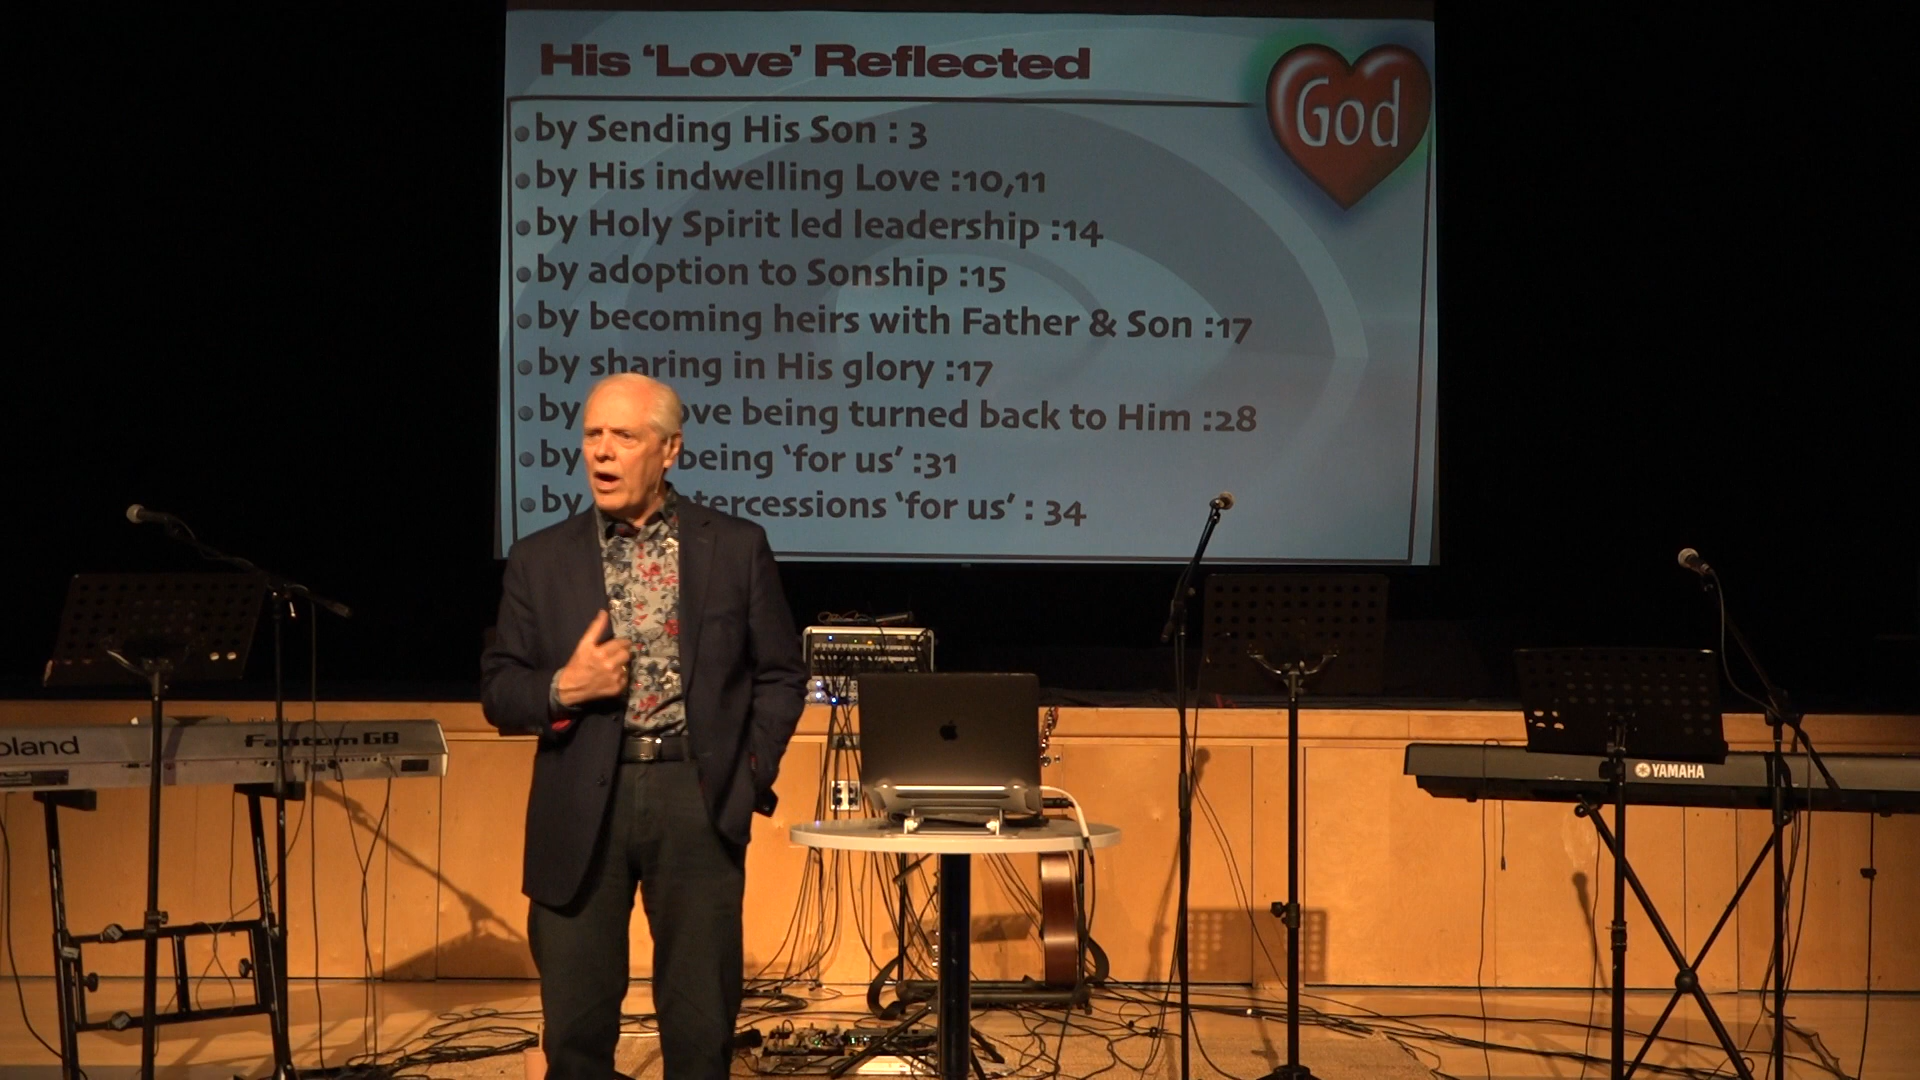 His ‘Love’ Reflected
God
by Sending His Son : 3
by His indwelling Love :10,11
by Holy Spirit led leadership :14
by adoption to Sonship :15
by becoming heirs with Father & Son :17
by sharing in His glory :17
by being turned back to Him :28
by being ‘for us’ :31
by ‘for us’ : 34
Fantom G8
YAMAHA